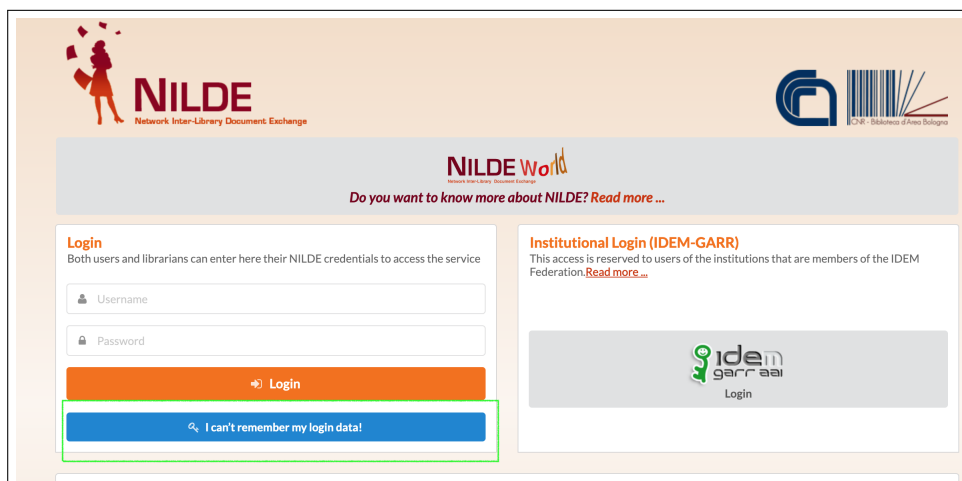 NILDE
Network Inter-Library Document Exchange
CNR - Biblioteca d'Area Bologna
NILDE World
Network Inter-Library Document Exchange
Do you want to know more about NILDE? Read more ...
Login
Both users and librarians can enter here their NILDE credentials to access the service
Username
Password
Login
I can't remember my login data!
Institutional Login (IDEM-GARR)
This access is reserved to users of the institutions that are members of the IDEM
Federation.Read more ...
idem
garr aai
Login